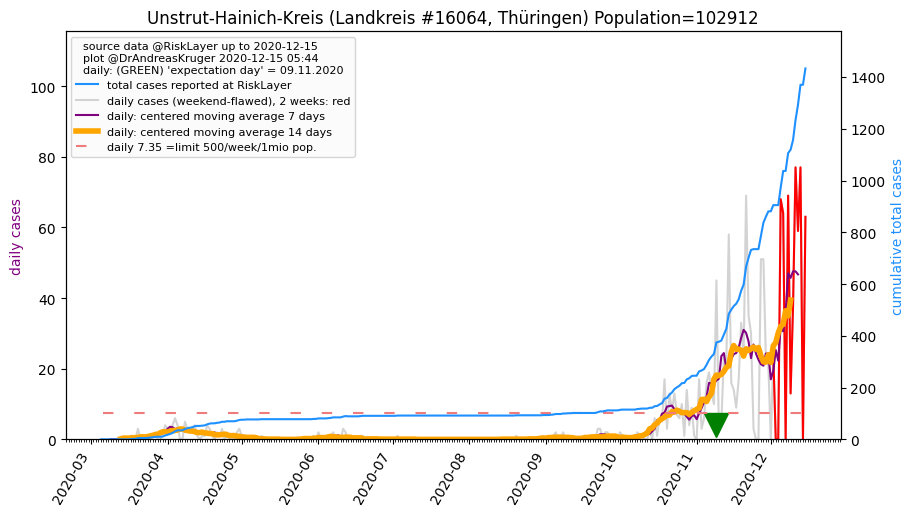 Unstrut-Hainich-Kreis (Landkreis #16064, Thüringen) Population=102912
source data @RiskLayer up to 2020-12-15
plot @DrAndreasKruger 2020-12-15 05:44
daily: (GREEN) 'expectation day' = 09.11.2020
total cases reported at RiskLayer
daily cases (weekend-flawed), 2 weeks: red
daily: centered moving average 7 days
daily: centered moving average 14 days
daily 7.35 =limit 500/week/1mio pop.
daily cases
100
80
60
40
20
0
cumulative total cases
1400
1200
1000
800
600
400
200
0
2020-03
2020-04
2020-05
2020-06
2020-07
2020-08
2020-09
2020-10
2020-11
2020-12